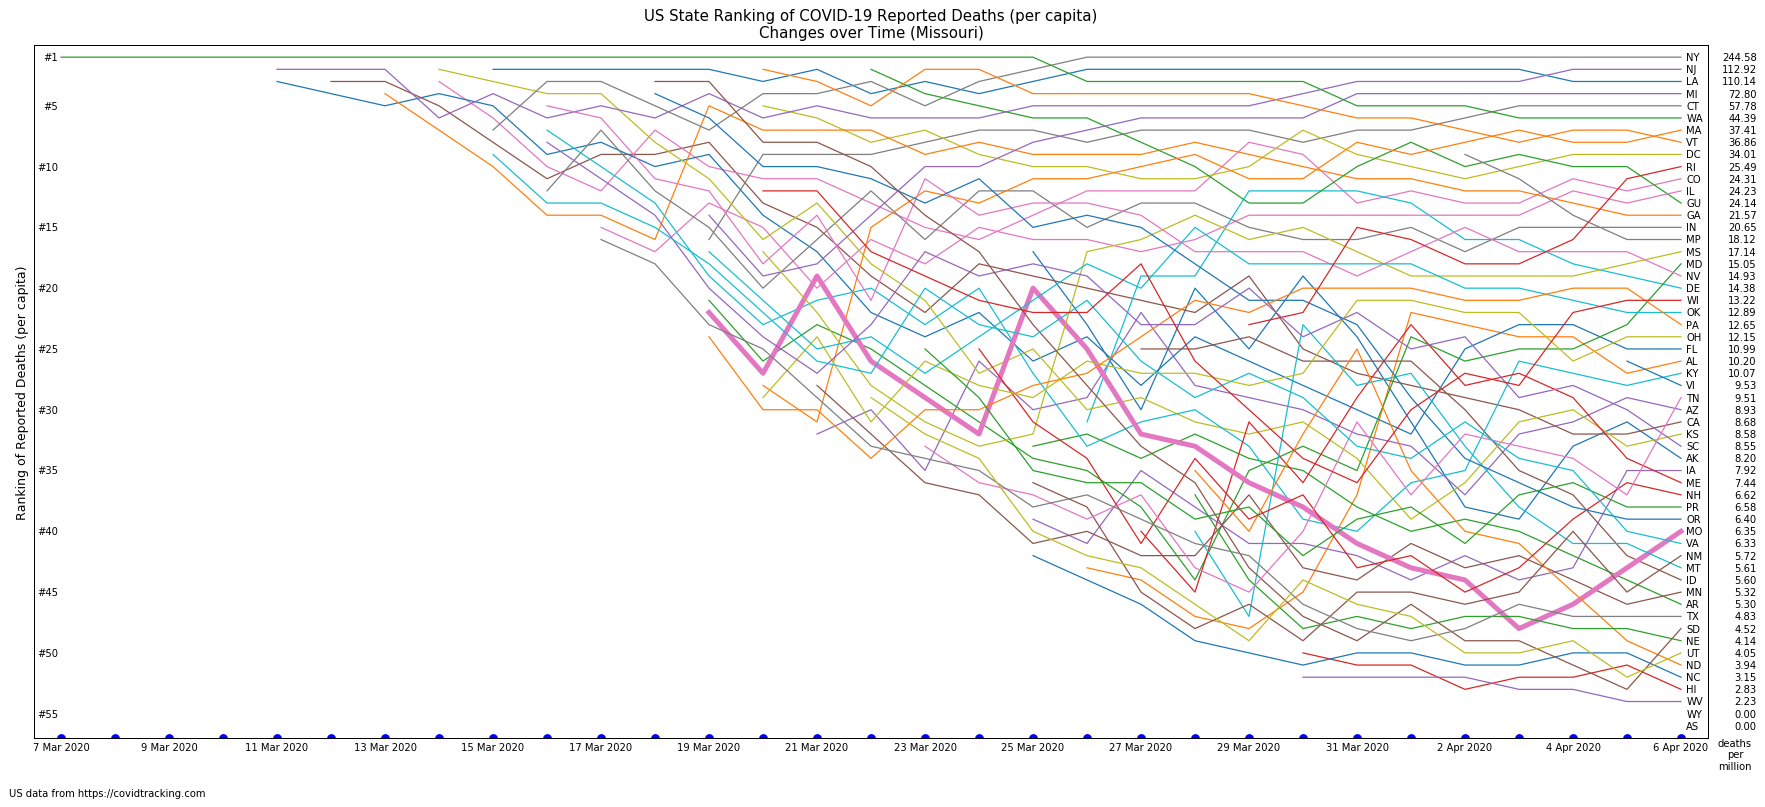 US State Ranking of COVID-19 Reported Deaths (per capita)
Changes over Time (Missouri)
Ranking of Reported Deaths (per capita)
#1
#5
#10
#15
#20
#25
#30
#35
#40
#45
#50
#55
NY 244.58
NJ 112.92
LA 110.14
MI 72.80
CT 57.78
WA 44.39
MA 37.41
VT 36.86
DC 34.01
RI 25.49
CO 24.31
IL 24.23
GU 24.14
GA 21.57
IN 20.65
MP 18.12
MS 17.14
MD 15.05
NV 14.93
DE 14.38
WI 13.22
OK 12.89
PA 12.65
OH 12.15
FL 10.99
AL 10.20
KY 10.07
VI 9.53
TN 9.51
AZ 8.93
CA 8.68
KS 8.58
SC 8.55
AK 8.20
IA 7.92
ME 7.44
NH 6.62
PR 6.58
OR 6.40
MO 6.35
VA 6.33
NM 5.72
MT 5.61
ID 5.60
MN 5.32
AR 5.30
TX 4.83
SD 4.52
NE 4.14
UT 4.05
ND 3.94
NC 3.15
HI 2.83
WV 2.23
WY 0.00
AS 0.00
7 Mar 2020 9 Mar 2020 11 Mar 2020 13 Mar 2020 15 Mar 2020 17 Mar 2020 19 Mar 2020 21 Mar 2020 23 Mar 2020 25 Mar 2020 27 Mar 2020 29 Mar 2020 31 Mar 2020 2 Apr 2020 4 Apr 2020 6 Apr 2020
deaths
per
million
US data from https://covidtracking.com